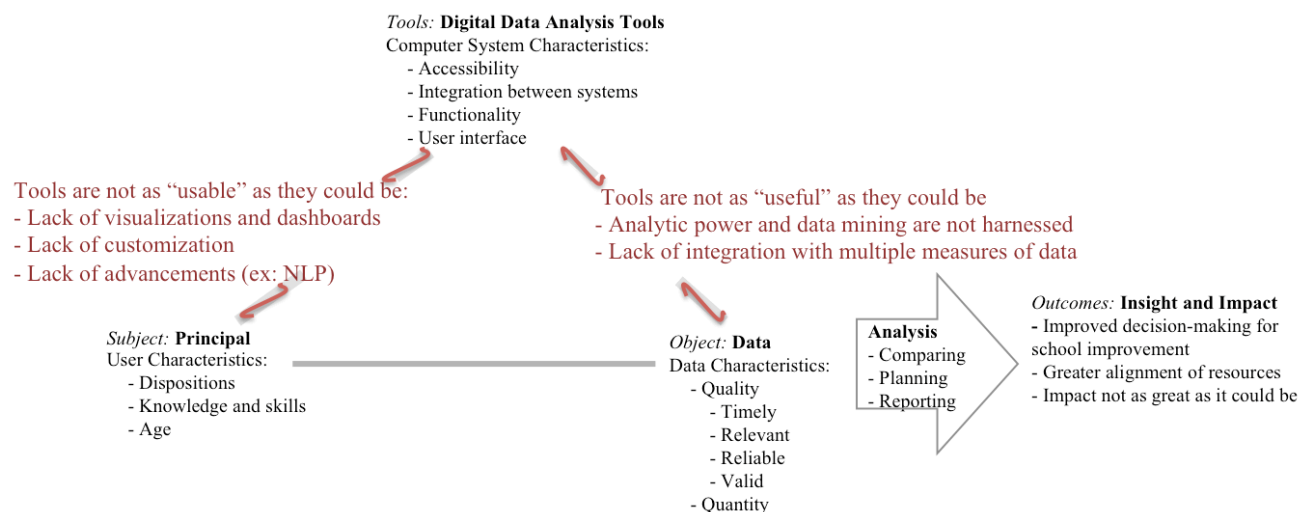 Tools: Digital Data Analysis Tools
Computer System Characteristics:
- Accessibility
- Integration between systems
- Functionality
- User interface
Tools are not as “usable” as they could be:
- Lack of visualizations and dashboards
- Lack of customization
- Lack of advancements (ex: NLP)
Tools are not as “useful” as they could be
- Analytic power and data mining are not harnessed
- Lack of integration with multiple measures of data
Subject: Principal
User Characteristics:
- Dispositions
- Knowledge and skills
- Age
Object: Data
Data Characteristics:
- Quality
- Timely
- Relevant
- Reliable
- Valid
- Quantity
Analysis
- Comparing
- Planning
- Reporting
Outcomes: Insight and Impact
- Improved decision-making for
school improvement
- Greater alignment of resources
- Impact not as great as it could be